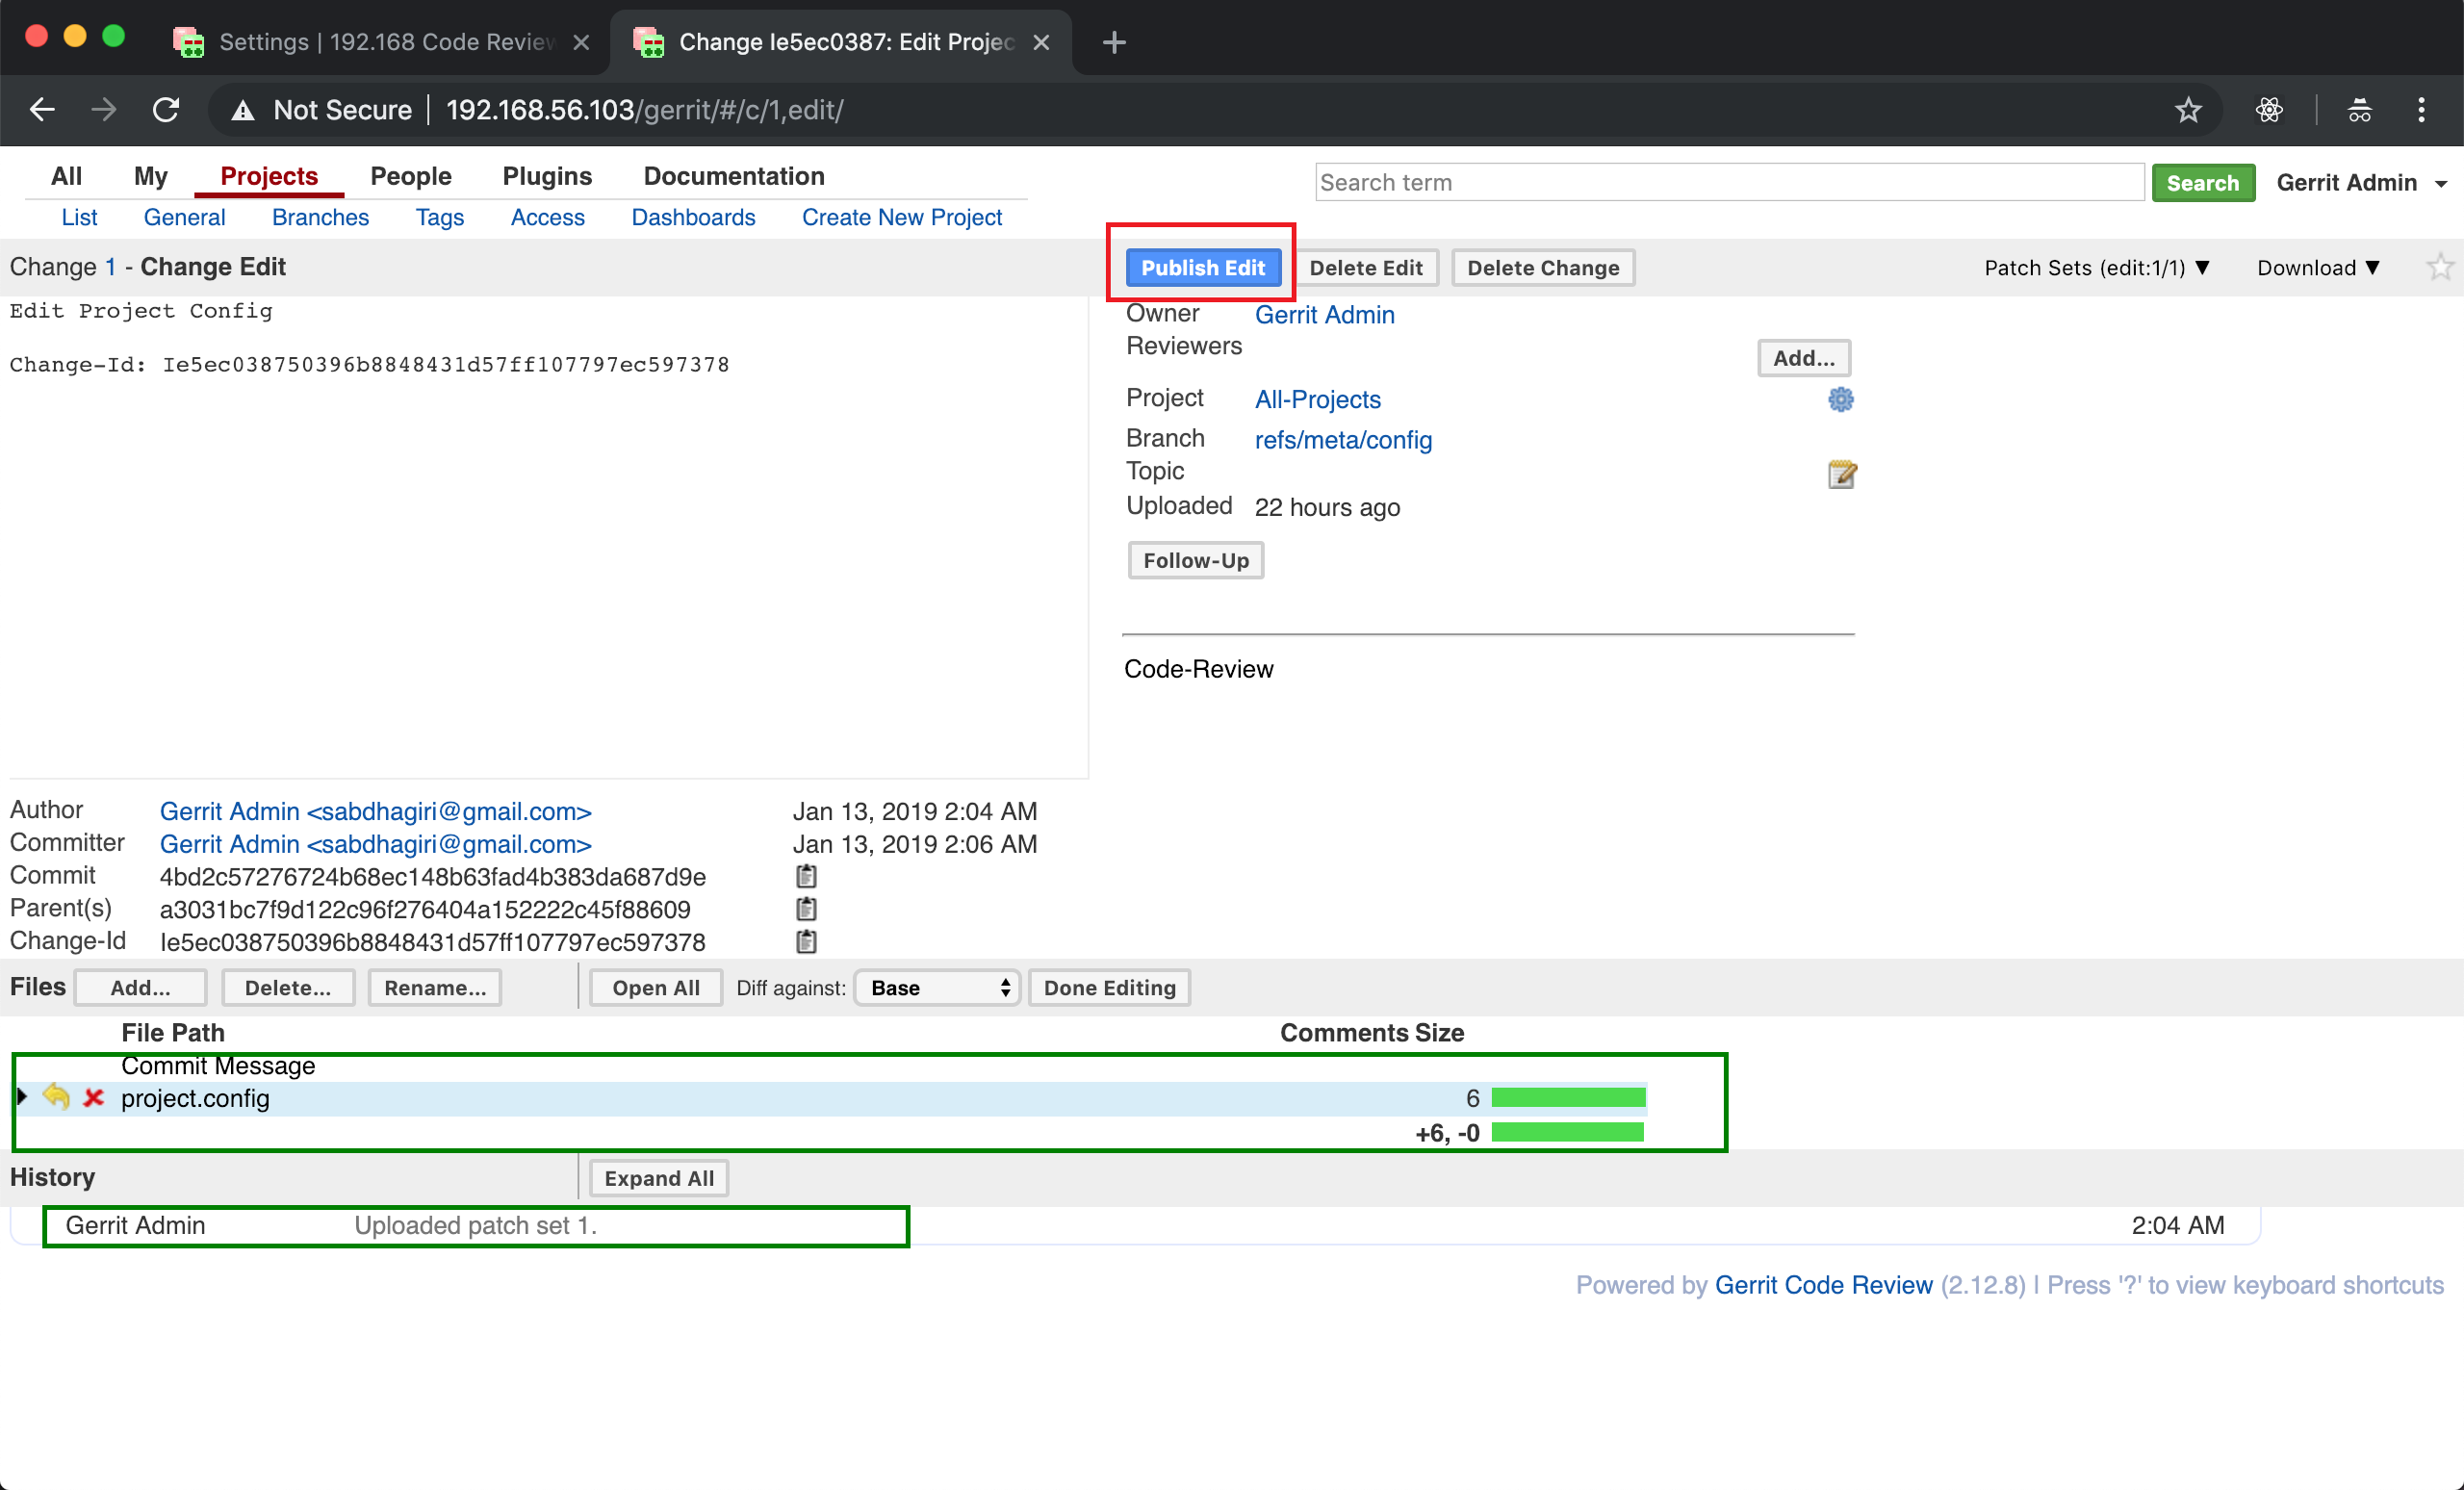 Settings | 192.168 Code Review
Change Ie5ec0387: Edit Projec
Not Secure 192.168.56.103/gerrit/#/c/1,edit/
All My Projects People Plugins Documentation
Search term Search Gerrit Admin
List General Branches Tags Access Dashboards Create New Project
Change 1 - Change Edit
Publish Edit Delete Edit Delete Change
Patch Sets (edit:1/1) ▼ Download ▼
Edit Project Config
Change-Id: Ie5ec038750396b8848431d57ff107797ec597378
Owner Gerrit Admin
Reviewers
Add...
Project All-Projects
Branch refs/meta/config
Topic
Uploaded 22 hours ago
Follow-Up
Code-Review
Author Gerrit Admin <sabdhagiri@gmail.com> Jan 13, 2019 2:04 AM
Committer Gerrit Admin <sabdhagiri@gmail.com> Jan 13, 2019 2:06 AM
Commit 4bd2c57276724b68ec148b63fad4b383da687d9e
Parent(s) a3031bc7f9d122c96f276404a152222c45f88609
Change-Id Ie5ec038750396b8848431d57ff107797ec597378
Files Add... Delete... Rename... Open All Diff against: Base Done Editing
File Path Comments Size
Commit Message
project.config 6
+6, -0
History Expand All
Gerrit Admin Uploaded patch set 1. 2:04 AM
Powered by Gerrit Code Review (2.12.8) | Press '?' to view keyboard shortcuts